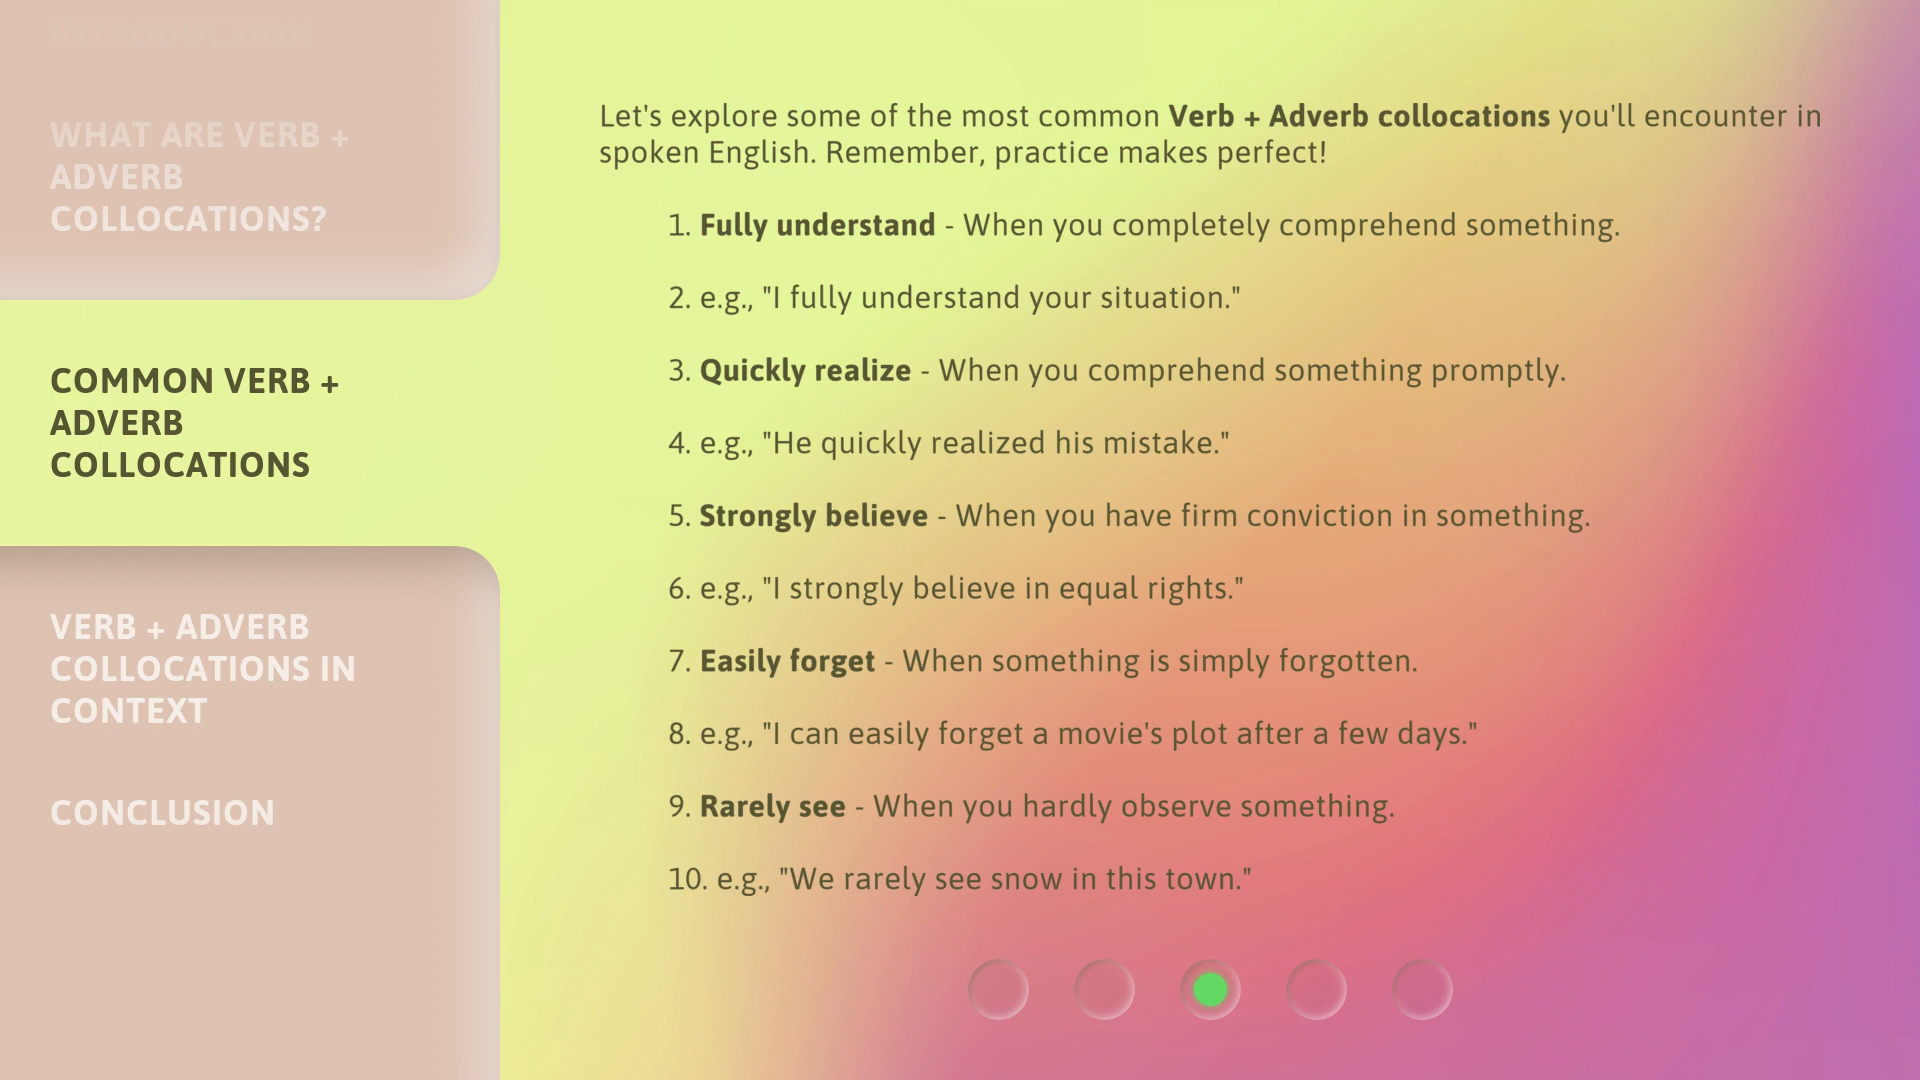 INTRODUCTION
WHAT ARE VERB +
ADVERB
COLLOCATIONS?
COMMON VERB +
ADVERB
COLLOCATIONS
VERB + ADVERB
COLLOCATIONS IN
CONTEXT
CONCLUSION
Let's explore some of the most common Verb + Adverb collocations you'll encounter in
spoken English. Remember, practice makes perfect!
1. Fully understand - When you completely comprehend something.
2. e.g., "I fully understand your situation."
3. Quickly realize - When you comprehend something promptly.
4. e.g., "He quickly realized his mistake."
5. Strongly believe - When you have firm conviction in something.
6. e.g., "I strongly believe in equal rights."
7. Easily forget - When something is simply forgotten.
8. e.g., "I can easily forget a movie's plot after a few days."
9. Rarely see - When you hardly observe something.
10. e.g., "We rarely see snow in this town."